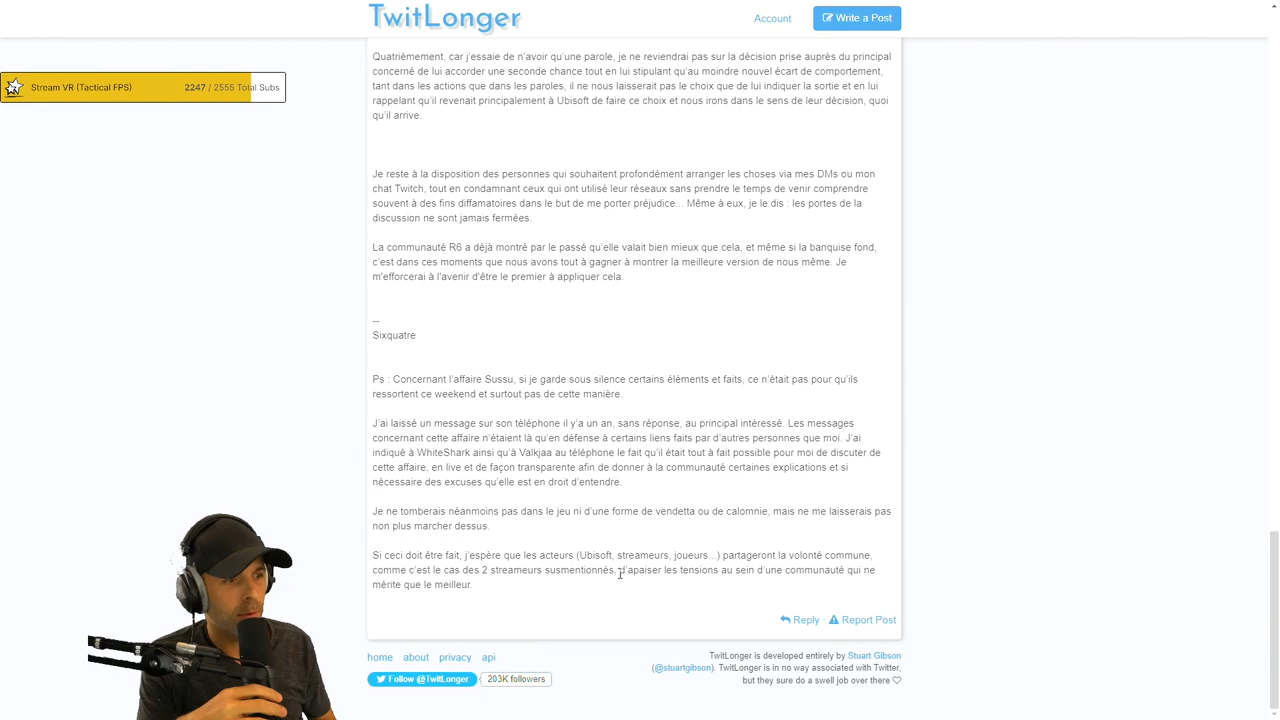 TwitLonger
Account
Write a Post
Stream VR (Tactical FPS)
2247 / 2555 Total Subs
Quatrièmement, car j'essaie de n'avoir qu'une parole, je ne reviendrai pas sur la décision prise auprès du principal
concerné de lui accorder une seconde chance tout en lui stipulant qu'au moindre nouvel écart de comportement,
tant dans les actions que dans les paroles, il ne nous laisserait pas le choix que de lui indiquer la sortie et en lui
rappelant qu'il revenait principalement à Ubisoft de faire ce choix et nous irons dans le sens de leur décision, quoi
qu'il arrive.
Je reste à la disposition des personnes qui souhaitent profondément arranger les choses via mes DMs ou mon
chat Twitch, tout en condamnant ceux qui ont utilisé leur réseaux sans prendre le temps de venir comprendre
souvent à des fins diffamatoires dans le but de me porter préjudice... Même à eux, je le dis : les portes de la
discussion ne sont jamais fermées.
La communauté R6 a déjà montré par le passé qu'elle valait bien mieux que cela, et même si la banquise fond,
c'est dans ces moments que nous avons tout à gagner à montrer la meilleure version de nous même. Je
m'efforcerai à l'avenir d'être le premier à appliquer cela.
--
Sixquatre
Ps : Concernant l'affaire Sussu, si je garde sous silence certains éléments et faits, ce n'était pas pour qu'ils
ressortent ce weekend et surtout pas de cette manière.
J'ai laissé un message sur son téléphone il y'a un an, sans réponse, au principal intéressé. Les messages
concernant cette affaire n'étaient là qu'en défense à certains liens faits par d'autres personnes que moi. J'ai
indiqué à WhiteShark ainsi qu'à Valkjaa au téléphone le fait qu'il était tout à fait possible pour moi de discuter de
cette affaire, en live et de façon transparente afin de donner à la communauté certaines explications et si
nécessaire des excuses qu'elle est en droit d'entendre.
Je ne tomberais néanmoins pas dans le jeu ni d'une forme de vendetta ou de calomnie, mais ne me laisserais pas
non plus marcher dessus.
Si ceci doit être fait, j'espère que les acteurs (Ubisoft, streameurs, joueurs...) partageront la volonté commune,
comme c'est le cas des 2 streameurs susmentionnés, d'apaiser les tensions au sein d'une communauté qui ne
mérite que le meilleur.
Reply · Report Post
home about privacy api
Follow @TwitLonger
203K followers
TwitLonger is developed entirely by Stuart Gibson
(@stuartgibson). TwitLonger is in no way associated with Twitter,
but they sure do a swell job over there